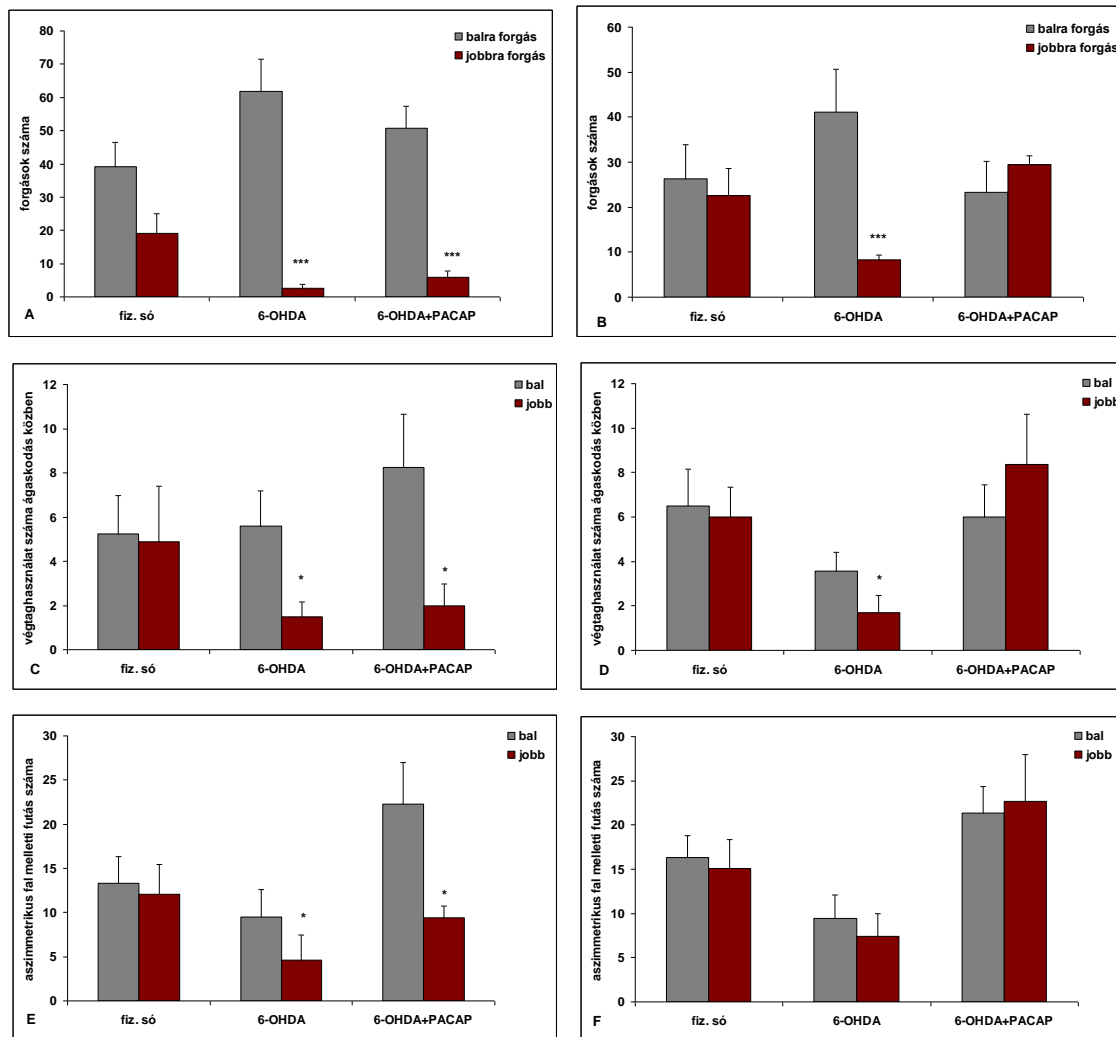 balra forgás
jobbra forgás
forgások száma
70
80
60
50
40
30
20
10
0
***
***
A
fiz. só
6-OHDA
6-OHDA+PACAP
balra forgás
jobbra forgás
forgások száma
60
50
40
30
20
10
0
***
B
fiz. só
6-OHDA
6-OHDA+PACAP
bal
jobb
végtaghasználat száma ágaskodás közben
12
10
8
6
4
2
0
*
*
C
fiz. só
6-OHDA
6-OHDA+PACAP
bal
jobb
végtaghasználat száma ágaskodás közben
12
10
8
6
4
2
0
*
D
fiz. só
6-OHDA
6-OHDA+PACAP
bal
jobb
aszimmetrikus fal melletti futás száma
30
25
20
15
10
5
0
*
*
E
fiz. só
6-OHDA
6-OHDA+PACAP
bal
jobb
aszimmetrikus fal melletti futás száma
30
25
20
15
10
5
0
F
fiz. só
6-OHDA
6-OHDA+PACAP